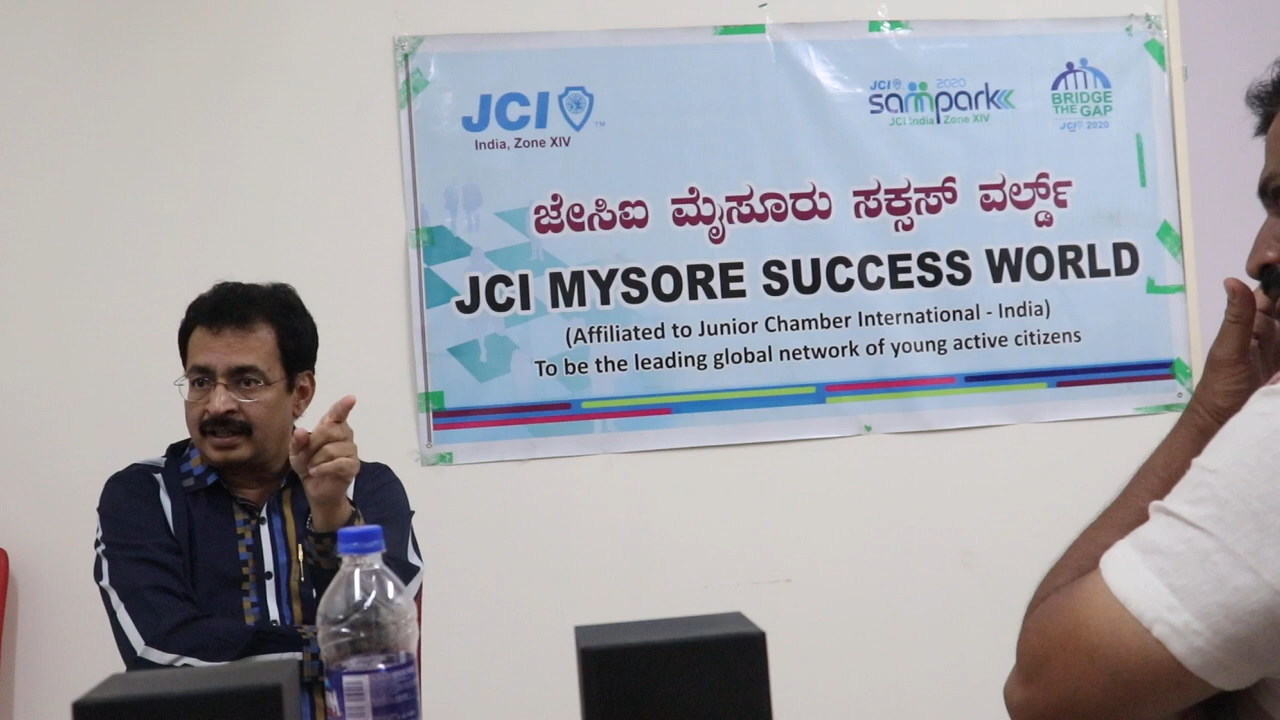 JCI
India, Zone XIV
JCI 2020
sampark
JCI India Zone XIV
BRIDGE
THE GAP
JCI 2020
ಜೇಸಿಐ ಮೈಸೂರು ಸಕ್ಸಸ್ ವರ್ಲ್ಡ್
JCI MYSORE SUCCESS WORLD
(Affiliated to Junior Chamber International - India)
To be the leading global network of young active citizens